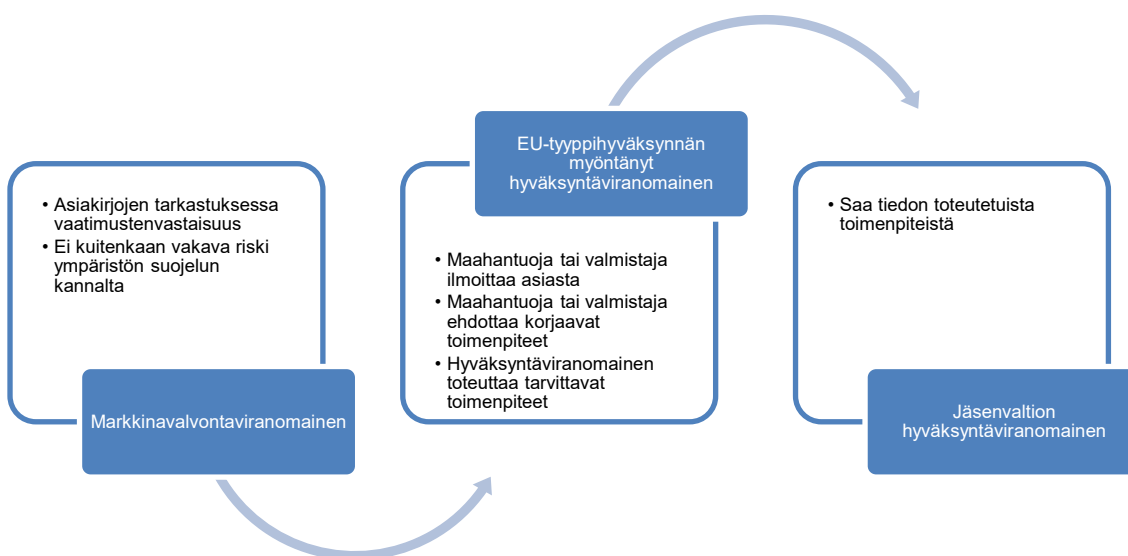 • Asiakirjojen tarkastuksessa
vaatimustenvastaisuus
• Ei kuitenkaan vakava riski
ympäristön suojelun
kannalta
Markkinavalvontaviranomainen
EU-tyyppihyväksynnän
myöntänyt
hyväksyntäviranomainen
• Maahantuoja tai valmistaja
ilmoittaa asiasta
• Maahantuoja tai valmistaja
ehdottaa korjaavat
toimenpiteet
• Hyväksyntäviranomainen
toteuttaa tarvittavat
toimenpiteet
• Saa tiedon toteutetuista
toimenpiteistä
Jäsenvaltion
hyväksyntäviranomainen